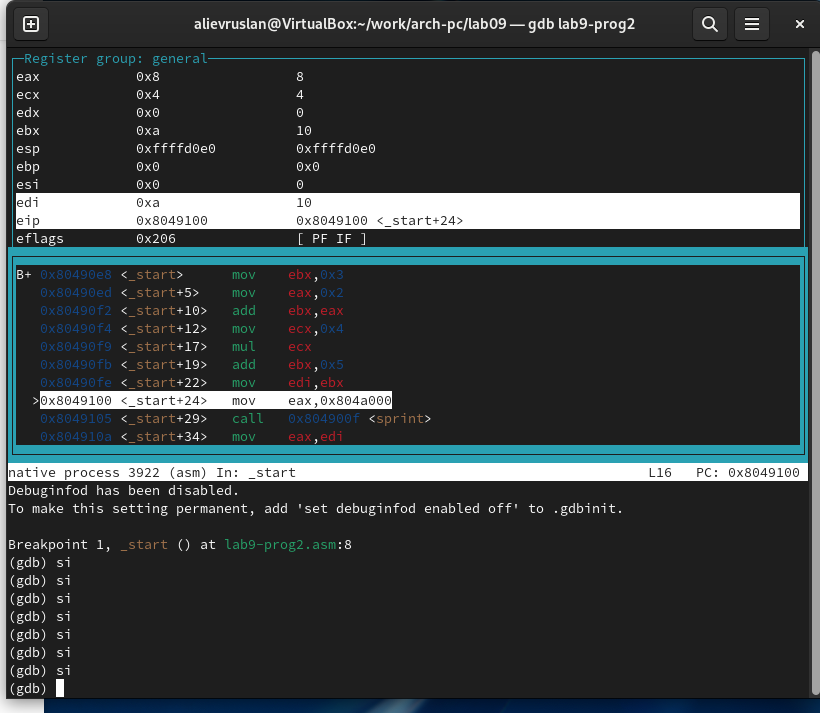 alievruslan@VirtualBox:~/work/arch-pc/lab09 — gdb lab9-prog2
Register group: general
eax 0x8 8
ecx 0x4 4
edx 0x0 0
ebx 0xa 10
esp 0xffffd0e0 0xffffd0e0
ebp 0x0 0x0
esi 0x0 0
edi 0xa 10
eip 0x8049100 0x8049100 <_start+24>
eflags 0x206 [ PF IF ]
B+ 0x80490e8 <_start> mov ebx,0x3
0x80490ed <_start+5> mov eax,0x2
0x80490f2 <_start+10> add ebx,eax
0x80490f4 <_start+12> mov ecx,0x4
0x80490f9 <_start+17> mul ecx
0x80490fb <_start+19> add ebx,0x5
0x80490fe <_start+22> mov edi,ebx
>0x8049100 <_start+24> mov eax,0x804a000
0x8049105 <_start+29> call 0x804900f <sprint>
0x804910a <_start+34> mov eax,edi
native process 3922 (asm) In: _start L16 PC: 0x8049100
Debuginfod has been disabled.
To make this setting permanent, add 'set debuginfod enabled off' to .gdbinit.
Breakpoint 1, _start () at lab9-prog2.asm:8
(gdb) si
(gdb) si
(gdb) si
(gdb) si
(gdb) si
(gdb) si
(gdb) si
(gdb)